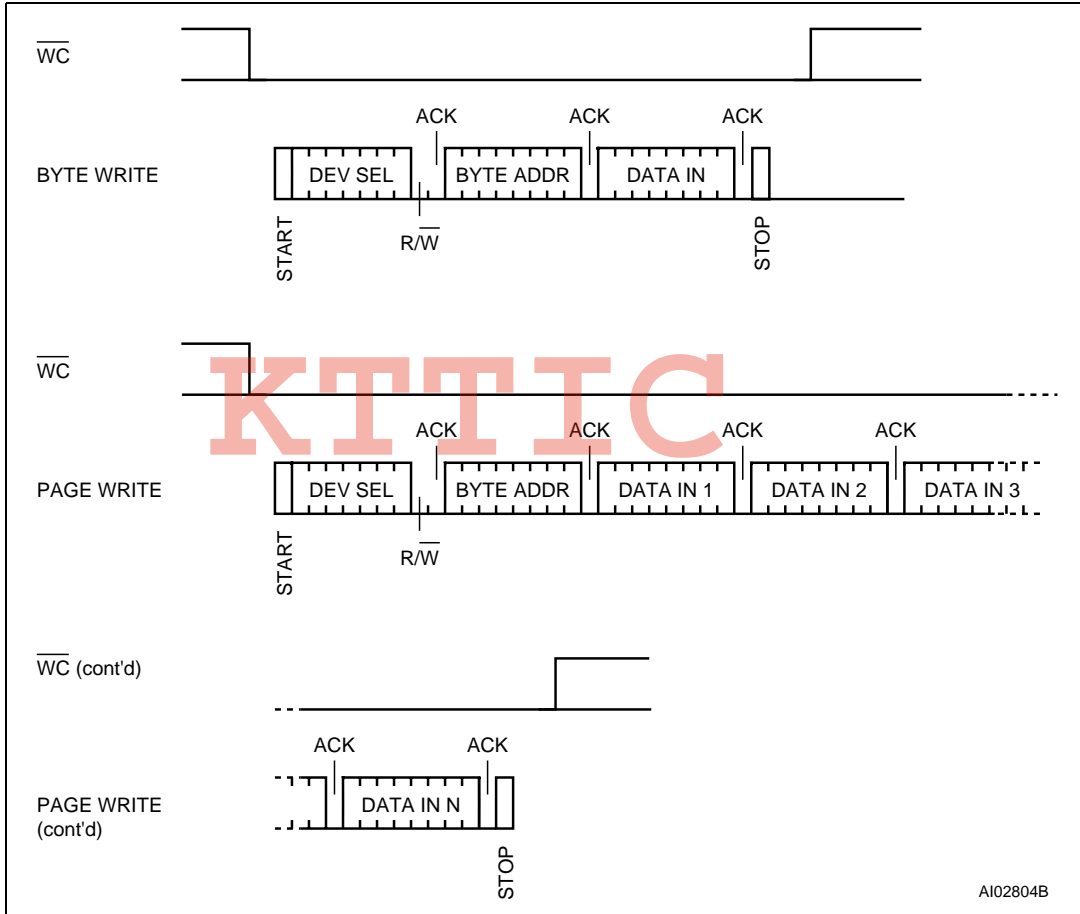 WC
ACK ACK ACK
BYTE WRITE
DEV SEL BYTE ADDR DATA IN
START
R/W
STOP
WC
KTTIC
ACK ACK ACK ACK
PAGE WRITE
DEV SEL BYTE ADDR DATA IN 1 DATA IN 2 DATA IN 3
START
R/W
WC (cont'd)
ACK ACK
PAGE WRITE
(cont'd)
DATA IN N
STOP
AI02804B